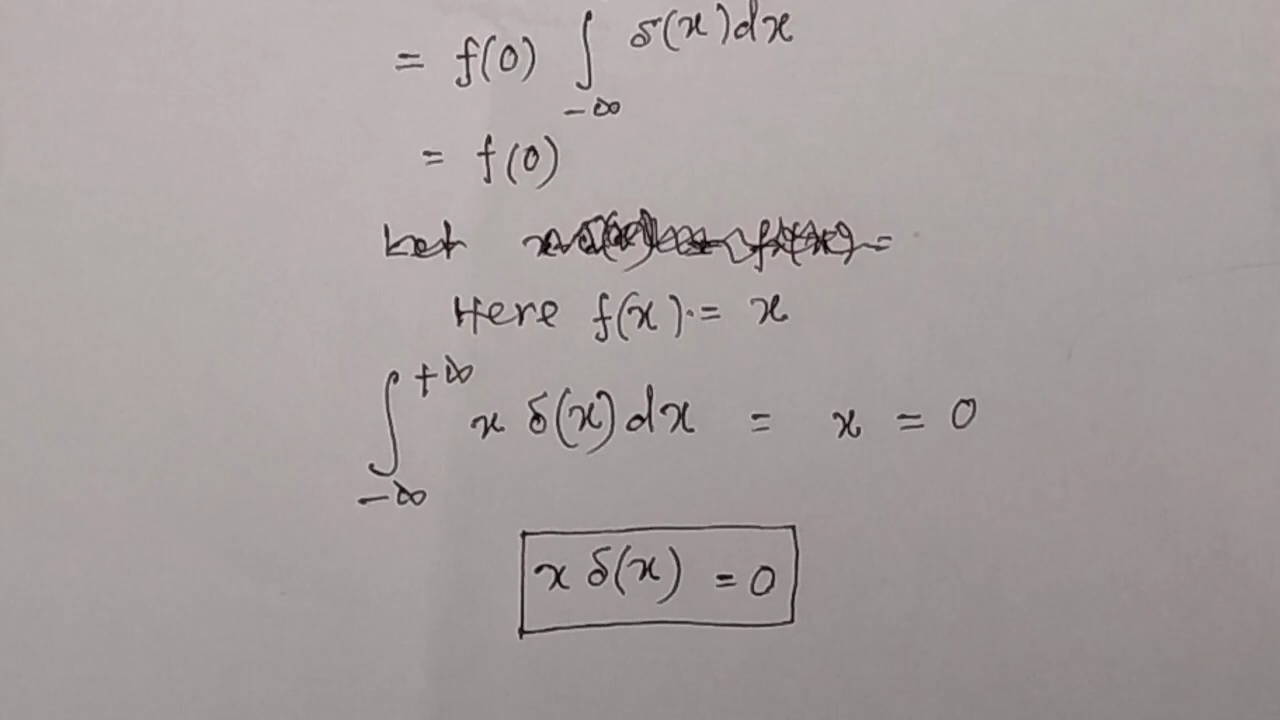 = f(0) ∫_{-∞} δ(x)dx
= f(0)
Let
Here f(x) = x
∫_{-∞}^{+∞} x δ(x) dx = x = 0
x δ(x) = 0